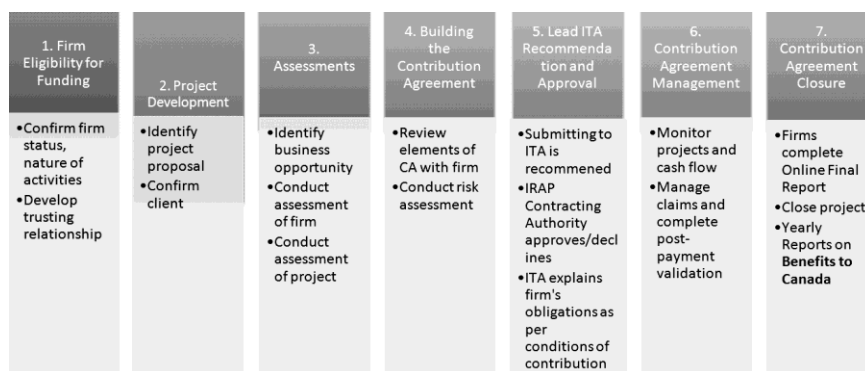 1. Firm
Eligibility for
Funding
•Confirm firm
status,
nature of
activities
•Develop
trusting
relationship
2. Project
Development
•Identify
project
proposal
•Confirm
client
3.
Assessments
•Identify
business
opportunity
•Conduct
assessment
of firm
•Conduct
assessment
of project
4. Building
the
Contribution
Agreement
•Review
elements of
CA with firm
•Conduct risk
assessment
5. Lead ITA
Recommenda
tion and
Approval
•Submitting to
ITA is
recommened
•IRAP
Contracting
Authority
approves/decl
ines
•ITA explains
firm's
obligations as
per
conditions of
contribution
6.
Contribution
Agreement
Management
•Monitor
projects and
cash flow
•Manage
claims and
complete
post-
payment
validation
7.
Contribution
Agreement
Closure
•Firms
complete
Online Final
Report
•Close project
•Yearly
Reports on
Benefits to
Canada